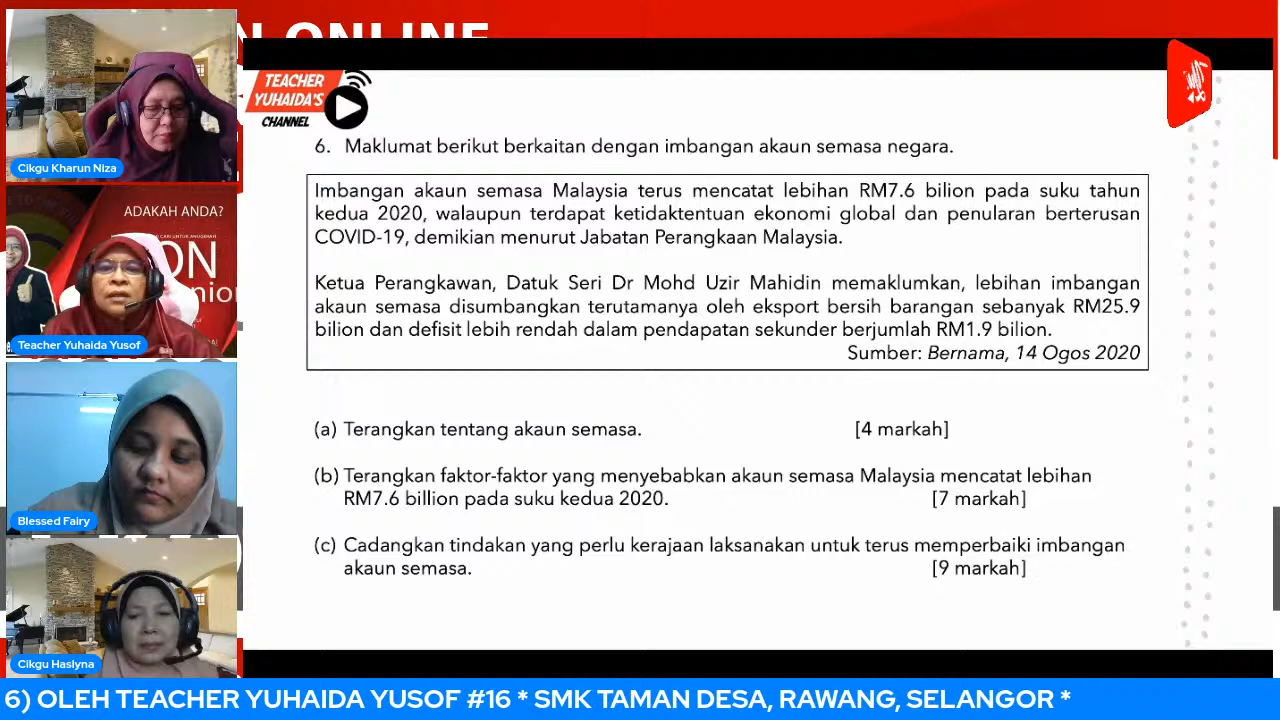 N ONLINE
TEACHER
YUHAIDA'S
CHANNEL
Cikgu Kharun Niza
ADAKAH ANDA?
Teacher Yuhaida Yusof
Blessed Fairy
Cikgu Haslyna
6. Maklumat berikut berkaitan dengan imbangan akaun semasa negara.
Imbangan akaun semasa Malaysia terus mencatat lebihan RM7.6 bilion pada suku tahun
kedua 2020, walaupun terdapat ketidaktentuan ekonomi global dan penularan berterusan
COVID-19, demikian menurut Jabatan Perangkaan Malaysia.
Ketua Perangkawan, Datuk Seri Dr Mohd Uzir Mahidin memaklumkan, lebihan imbangan
akaun semasa disumbangkan terutamanya oleh eksport bersih barangan sebanyak RM25.9
bilion dan defisit lebih rendah dalam pendapatan sekunder berjumlah RM1.9 bilion.
Sumber: Bernama, 14 Ogos 2020
(a) Terangkan tentang akaun semasa. [4 markah]
(b) Terangkan faktor-faktor yang menyebabkan akaun semasa Malaysia mencatat lebihan
RM7.6 billion pada suku kedua 2020. [7 markah]
(c) Cadangkan tindakan yang perlu kerajaan laksanakan untuk terus memperbaiki imbangan
akaun semasa. [9 markah]
6) OLEH TEACHER YUHAIDA YUSOF #16 * SMK TAMAN DESA, RAWANG, SELANGOR *